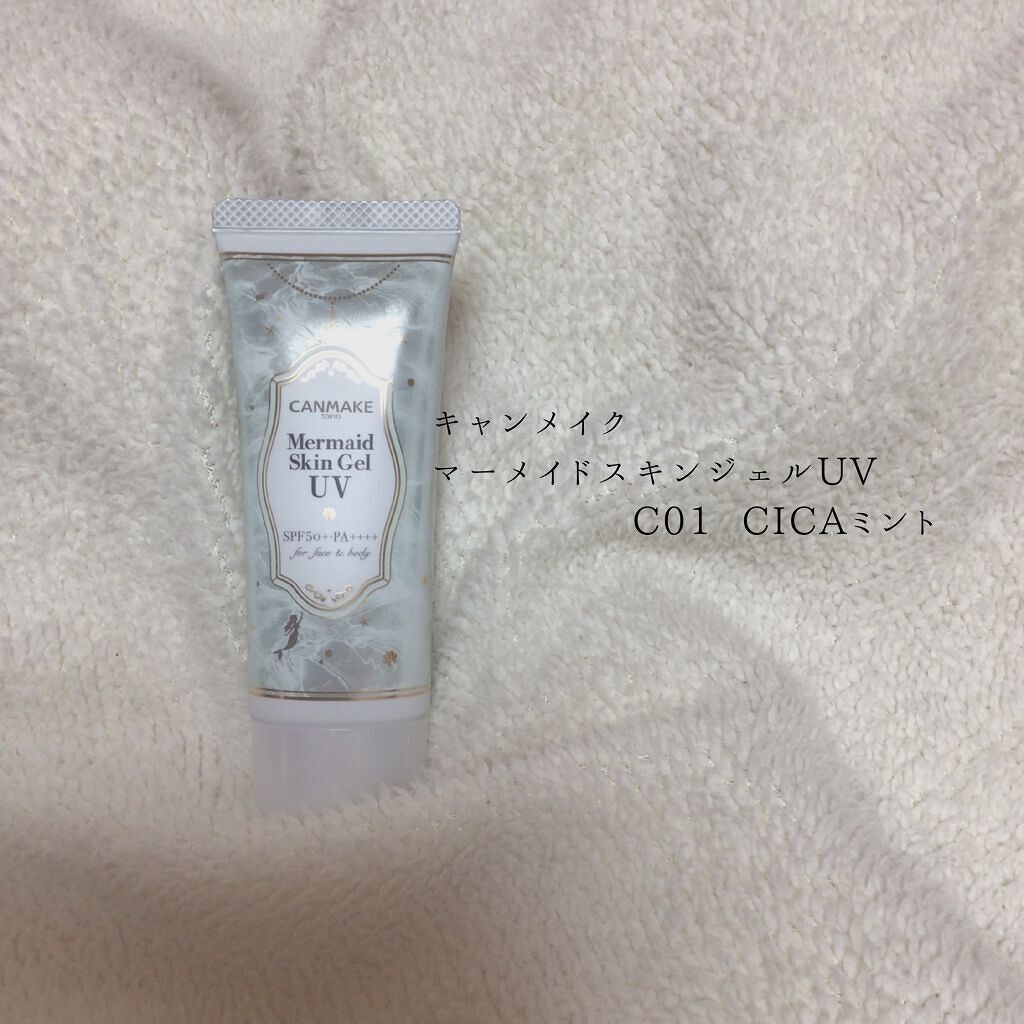 CANMAKE
TOKYO
Mermaid
Skin Gel
UV
SPF50+・PA++++
for face & body
キャンメイク
マーメイドスキンジェルUV
C01 CICAミント